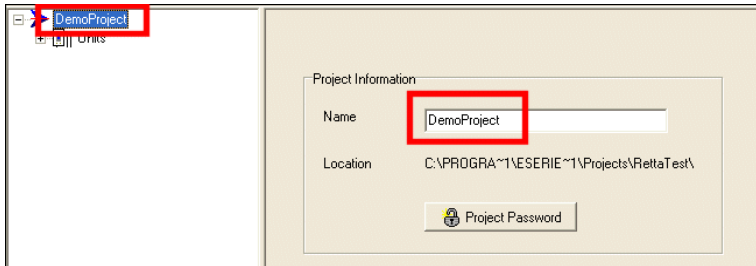 DemoProject
Units
Project Information
Name DemoProject
Location C:\PROGRA~1\ESERIE~1\Projects\RettaTest\
Project Password